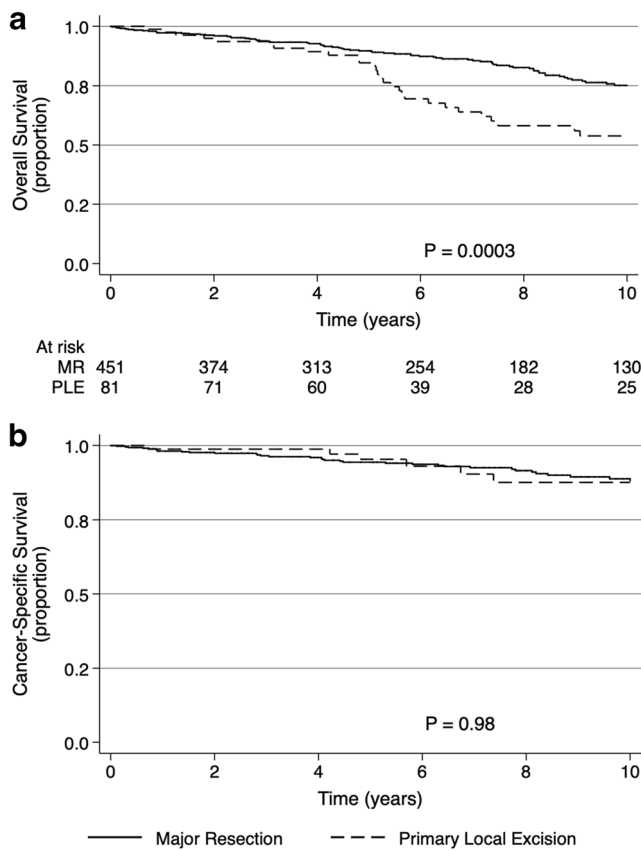 a
Overall Survival
(proportion)
1.0
0.8
0.5
0.2
0.0
P = 0.0003
0 2 4 6 8 10
Time (years)
At risk
MR 451 374 313 254 182 130
PLE 81 71 60 39 28 25
b
Cancer-Specific Survival
(proportion)
1.0
0.8
0.5
0.2
0.0
P = 0.98
0 2 4 6 8 10
Time (years)
Major Resection Primary Local Excision